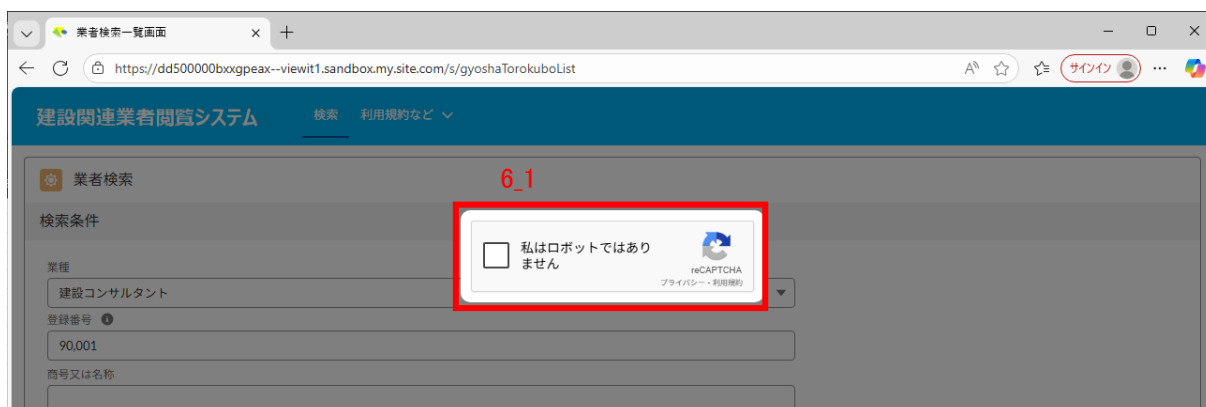 業者検索一覧画面
https://dd500000bxxgpeax--viewit1.sandbox.my.site.com/s/gyoshaTorokuboList
サインイン
建設関連業者閲覧システム 検索 利用規約など
業者検索
6_1
検索条件
私はロボットではあり
ません
reCAPTCHA
プライバシー・利用規約
業種
建設コンサルタント
登録番号
90,001
商号又は名称